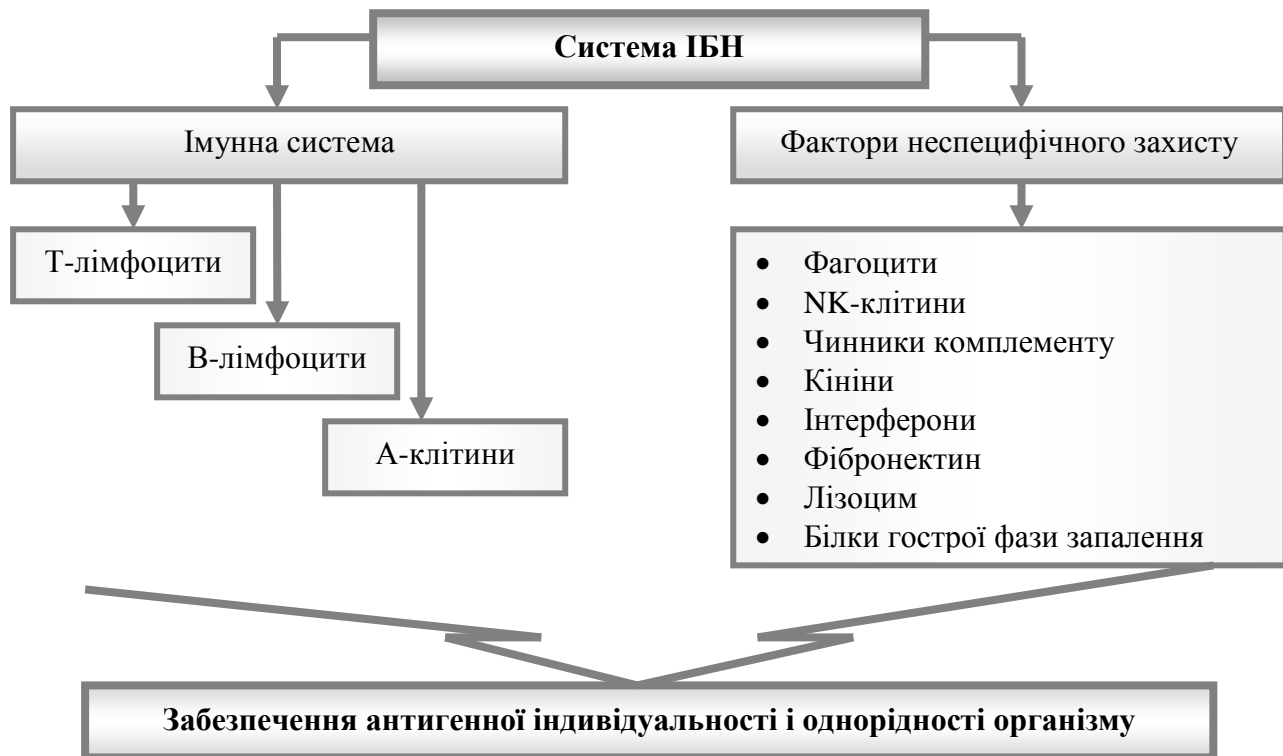 Система ІБН
Імунна система
Фактори неспецифічного захисту
Т-лімфоцити
В-лімфоцити
А-клітини
• Фагоцити
• NK-клітини
• Чинники комплементу
• Кініни
• Інтерферони
• Фібронектин
• Лізоцим
• Білки гострої фази запалення
Забезпечення антигенної індивідуальності і однорідності організму